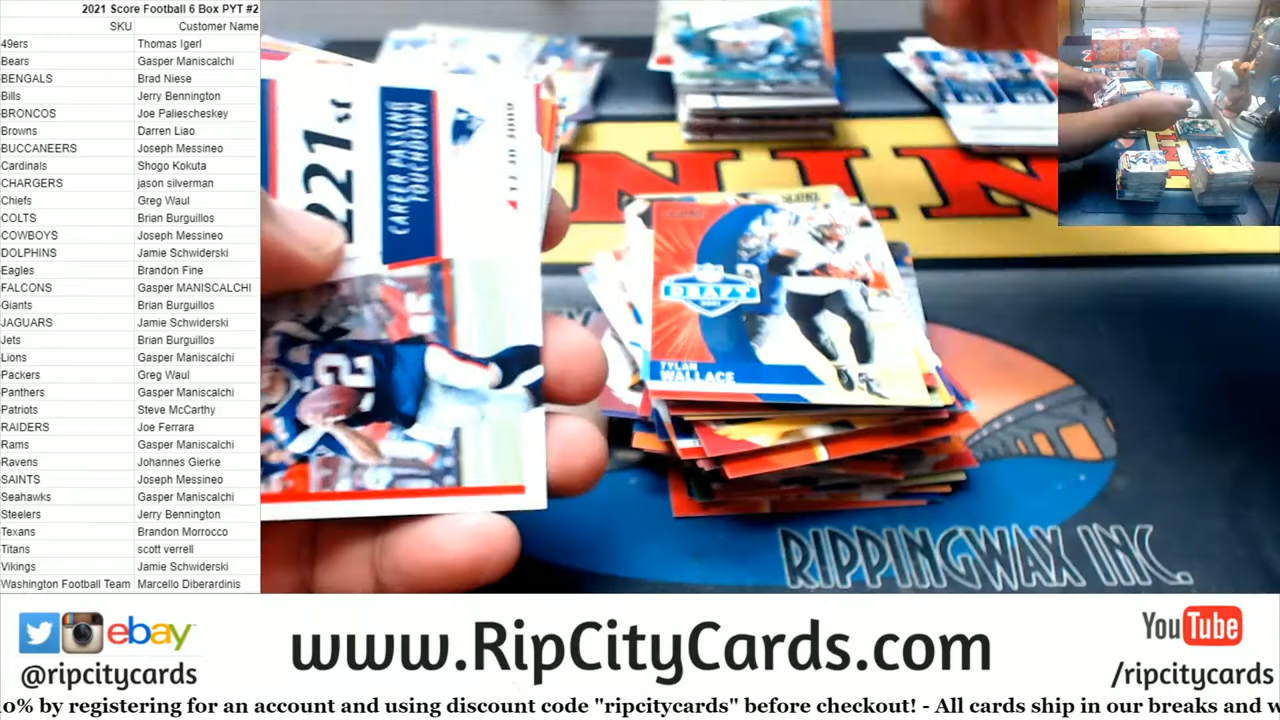 2021 Score Football 6 Box PYT #2
SKU Customer Name
49ers Thomas Igerl
Bears Gasper Maniscalchi
BENGALS Brad Niese
Bills Jerry Bennington
BRONCOS Joe Paliescheskey
Browns Darren Liao
BUCCANEERS Joseph Messineo
Cardinals Shogo Kokuta
CHARGERS jason silverman
Chiefs Greg Waul
COLTS Brian Burguillos
COWBOYS Joseph Messineo
DOLPHINS Jamie Schwiderski
Eagles Brandon Fine
FALCONS Gasper MANISCALCHI
Giants Brian Burguillos
JAGUARS Jamie Schwiderski
Jets Brian Burguillos
Lions Gasper Maniscalchi
Packers Greg Waul
Panthers Gasper Maniscalchi
Patriots Steve McCarthy
RAIDERS Joe Ferrara
Rams Gasper Maniscalchi
Ravens Johannes Gierke
SAINTS Joseph Messineo
Seahawks Gasper Maniscalchi
Steelers Jerry Bennington
Texans Brandon Morrocco
Titans scott verrell
Vikings Jamie Schwiderski
Washington Football Team Marcello Diberardinis
221st
CAREER PASSING
TOUCHDOWN
NINI
SCORE
NFL
DRAFT
2021
TYLAN
WALLACE
RIPPINGWAX INC.
ebay
@ripcitycards
www.RipCityCards.com
YouTube
/ripcitycards
0% by registering for an account and using discount code "ripcitycards" before checkout! - All cards ship in our breaks and w